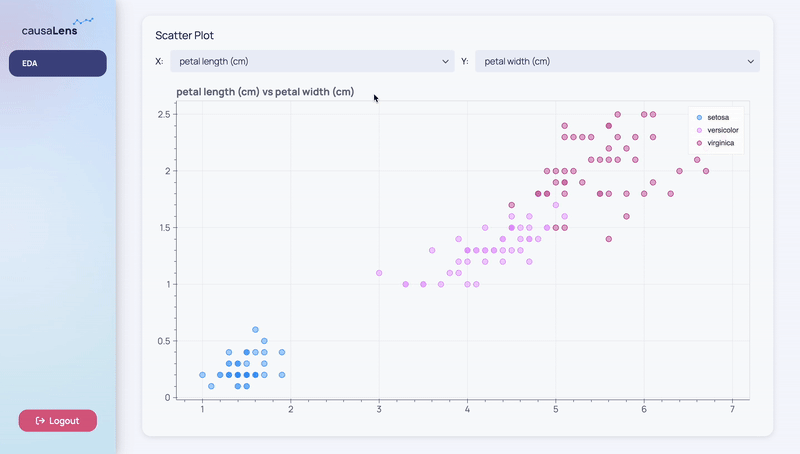 causaLens
EDA
Logout
Scatter Plot
X: petal length (cm) Y: petal width (cm)
petal length (cm) vs petal width (cm)
setosa
versicolor
virginica
2.5
2
1.5
1
0.5
0
1 2 3 4 5 6 7